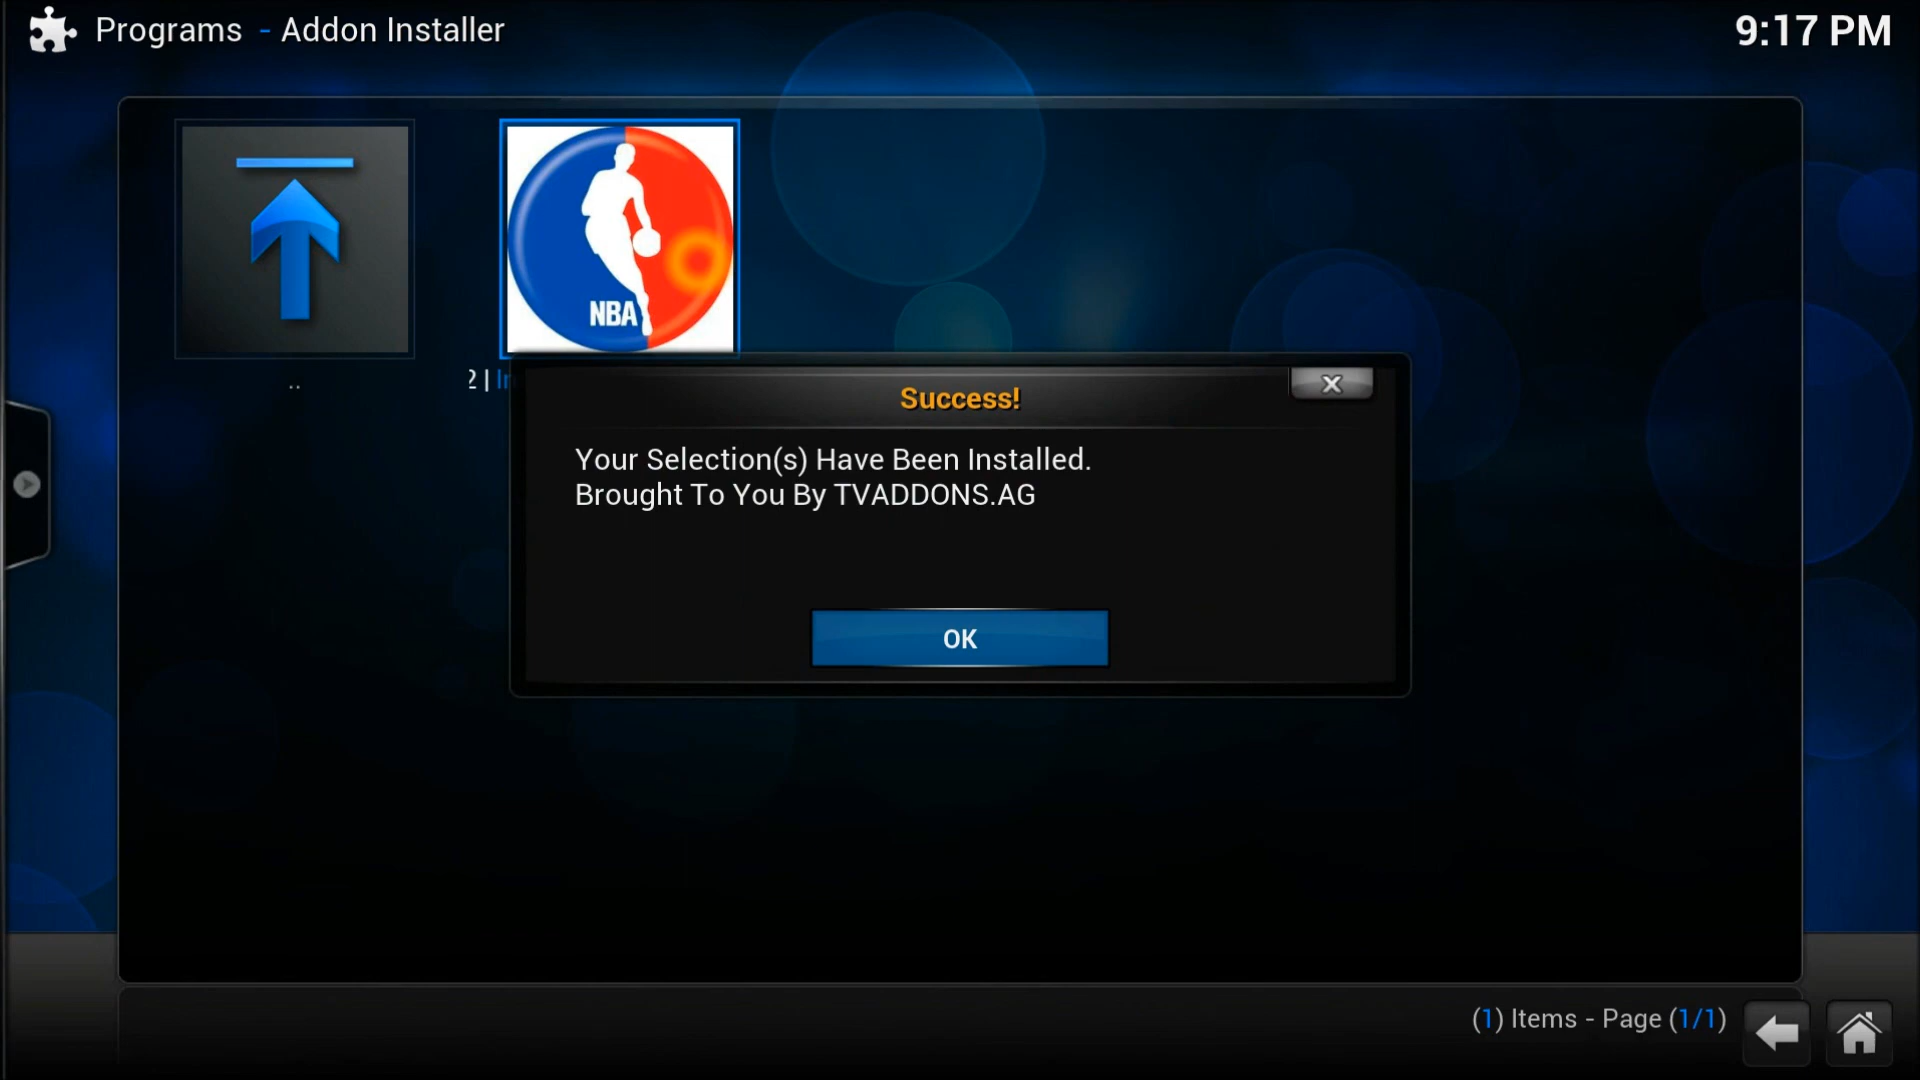 Programs - Addon Installer
9:17 PM
NBA
..
2 |
Success!
X
Your Selection(s) Have Been Installed.
Brought To You By TVADDONS.AG
OK
(1) Items - Page (1/1)